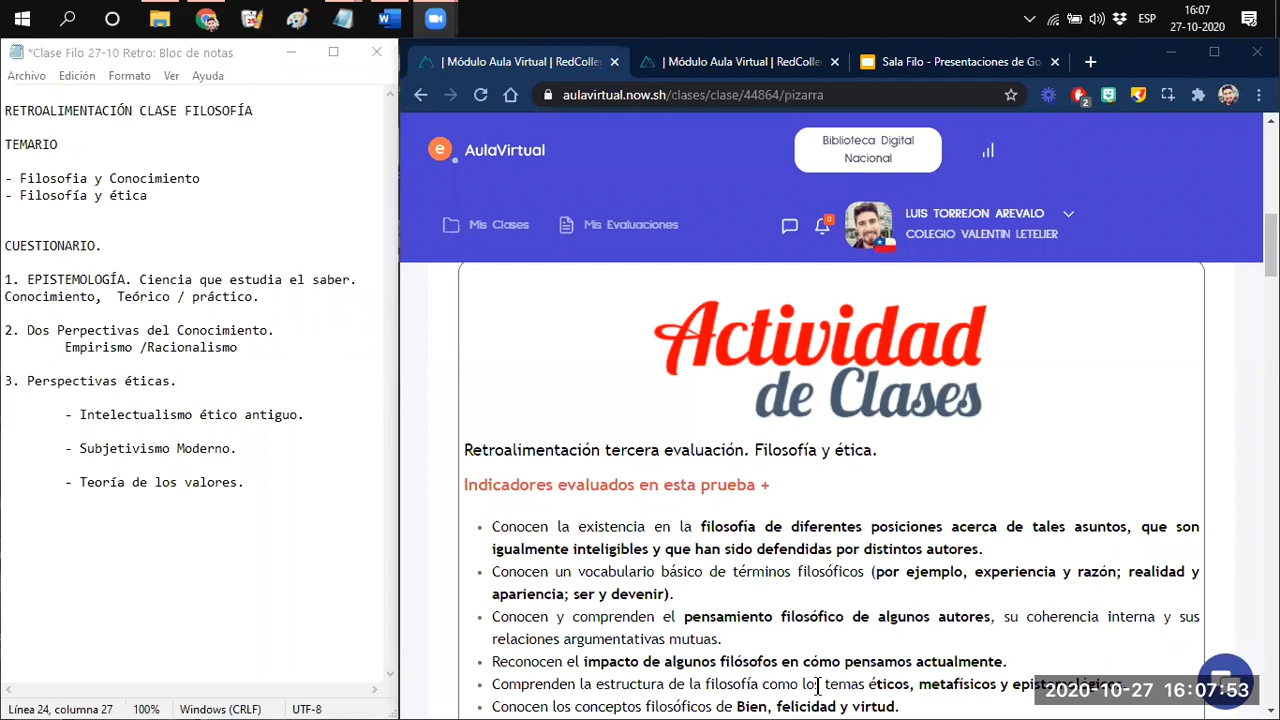 16:07
ESP
27-10-2020
*Clase Filo 27-10 Retro: Bloc de notas
Archivo Edición Formato Ver Ayuda
RETROALIMENTACIÓN CLASE FILOSOFÍA
TEMARIO
- Filosofia y Conocimiento
- Filosofía y ética
CUESTIONARIO.
1. EPISTEMOLOGÍA. Ciencia que estudia el saber.
Conocimiento, Teórico / práctico.
2. Dos Perpectivas del Conocimiento.
Empirismo /Racionalismo
3. Perspectivas éticas.
- Intelectualismo ético antiguo.
- Subjetivismo Moderno.
- Teoría de los valores.
Línea 24, columna 27 100% Windows (CRLF) UTF-8
| Módulo Aula Virtual | RedColle
| Módulo Aula Virtual | RedColle
Sala Filo - Presentaciones de Go
aulavirtual.now.sh/clases/clase/44864/pizarra
2
e AulaVirtual
Biblioteca Digital
Nacional
Mis Clases
Mis Evaluaciones
0
LUIS TORREJON AREVALO
COLEGIO VALENTIN LETELIER
Actividad
de Clases
Retroalimentación tercera evaluación. Filosofía y ética.
Indicadores evaluados en esta prueba +
• Conocen la existencia en la filosofía de diferentes posiciones acerca de tales asuntos, que son
igualmente inteligibles y que han sido defendidas por distintos autores.
• Conocen un vocabulario básico de términos filosóficos (por ejemplo, experiencia y razón; realidad y
apariencia; ser y devenir).
• Conocen y comprenden el pensamiento filosófico de algunos autores, su coherencia interna y sus
relaciones argumentativas mutuas.
• Reconocen el impacto de algunos filósofos en cómo pensamos actualmente.
• Comprenden la estructura de la filosofía como los temas éticos, metafísicos y
• Conocen los conceptos filosóficos de Bien, felicidad y virtud.
2020-10-27 16:07:53